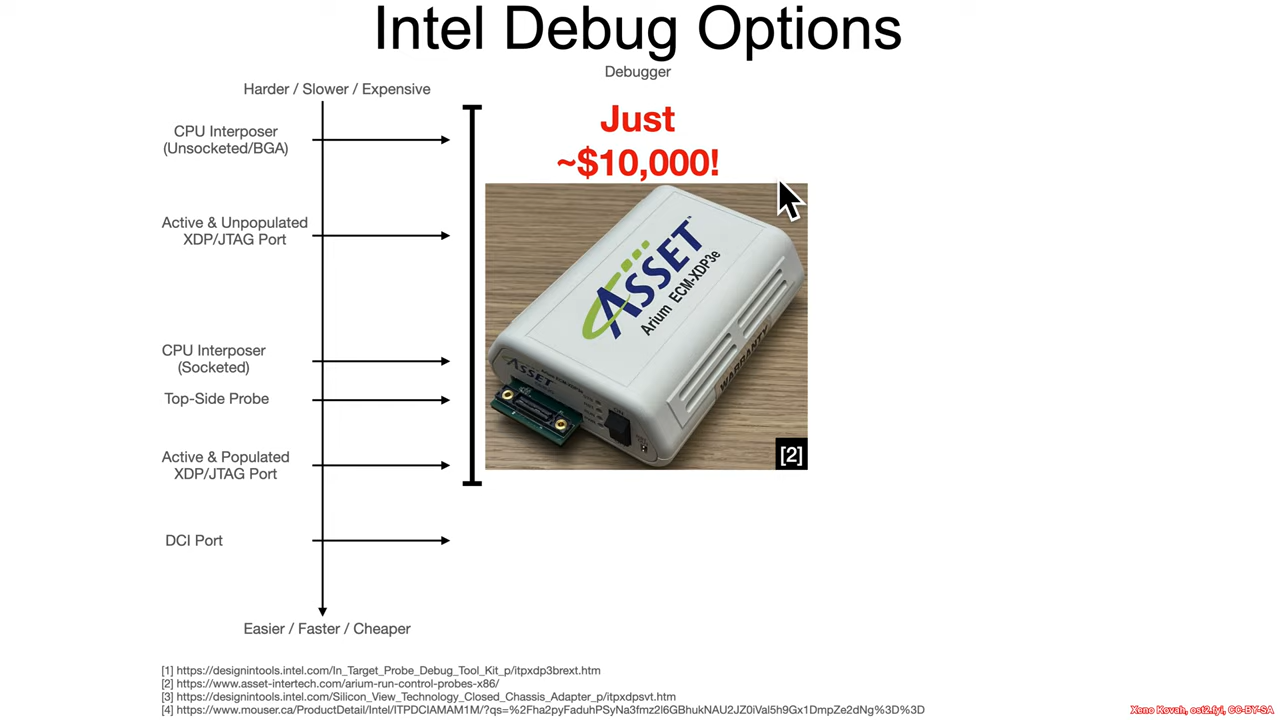 Intel Debug Options
Debugger
Harder / Slower / Expensive
Just
~$10,000!
CPU Interposer
(Unsocketed/BGA)
Active & Unpopulated
XDP/JTAG Port
CPU Interposer
(Socketed)
Top-Side Probe
Active & Populated
XDP/JTAG Port
DCI Port
Easier / Faster / Cheaper
ASSET
Arium ECM-XDP3e
WARRANTY
ASSET
[2]
[1] https://designintools.intel.com/In_Target_Probe_Debug_Tool_Kit_p/itpxdp3brext.htm
[2] https://www.asset-intertech.com/arium-run-control-probes-x86/
[3] https://designintools.intel.com/Silicon_View_Technology_Closed_Chassis_Adapter_p/itpxdpsvt.htm
[4] https://www.mouser.ca/ProductDetail/Intel/ITPDCIAMAM1M/?qs=%2Fha2pyFaduhPSyNa3fmz2l6GBhukNAU2JZ0iVal5h9Gx1DmpZe2dNg%3D%3D
Xeno Kovah, ost2.fyi, CC-BY-SA